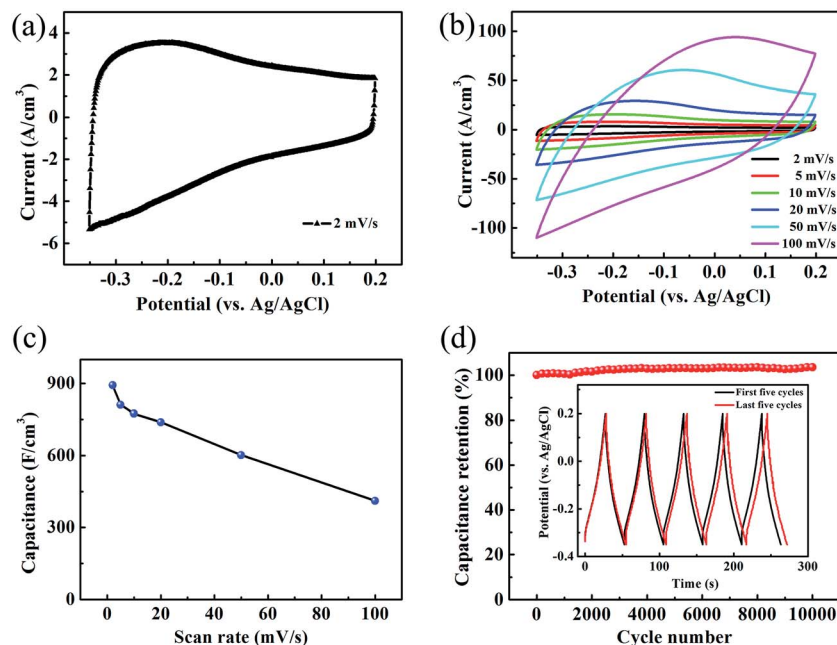 (a)
4
2
0
-2
-4
-6
Current (A/cm³)
2 mV/s
-0.3 -0.2 -0.1 0.0 0.1 0.2
Potential (vs. Ag/AgCl)
(b)
100
50
0
-50
-100
Current (A/cm³)
2 mV/s
5 mV/s
10 mV/s
20 mV/s
50 mV/s
100 mV/s
-0.3 -0.2 -0.1 0.0 0.1 0.2
Potential (vs. Ag/AgCl)
(c)
900
600
300
0
Capacitance (F/cm³)
0 20 40 60 80 100
Scan rate (mV/s)
(d)
100
80
60
40
20
0
Capacitance retention (%)
First five cycles
Last five cycles
0.2
0.0
-0.3
-0.4
Potential (vs. Ag/AgCl)
0 100 200 300
Time (s)
0 2000 4000 6000 8000 10000
Cycle number